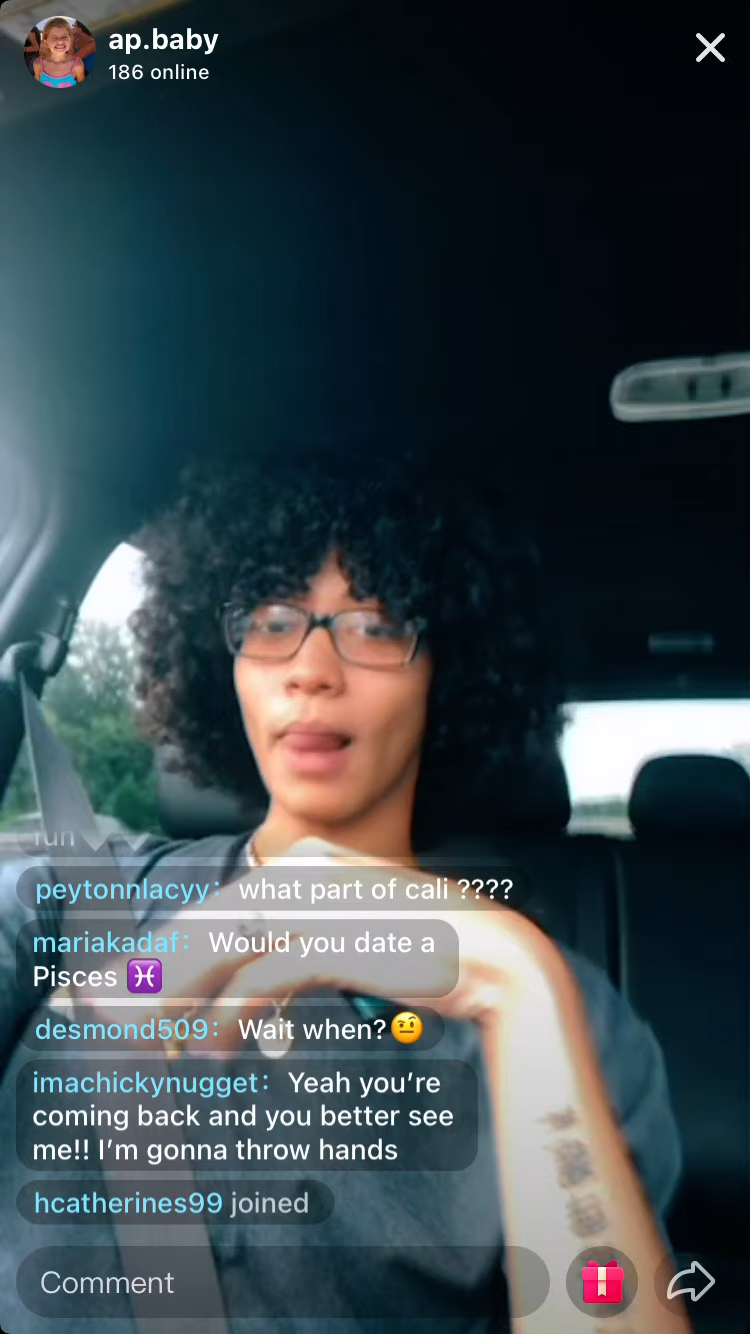 ap.baby
186 online
peytonnlacyy: what part of cali ????
mariakadaf: Would you date a
Pisces ♓
desmond509: Wait when?🤨
imachickynugget: Yeah you’re
coming back and you better see
me!! I’m gonna throw hands
hcatherines99 joined
Comment